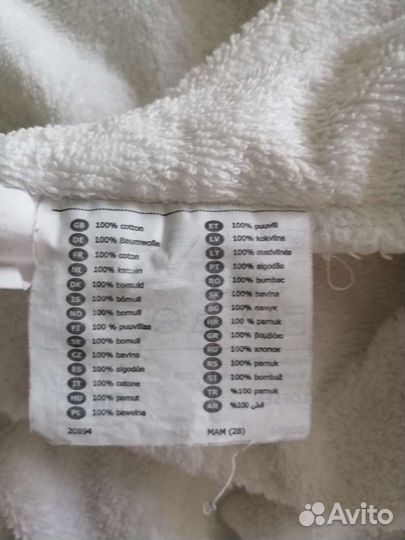 GB 100% cotton
DE 100% Baumwolle
FR 100% coton
NL 100% katoen
DK 100% bomuld
IS 100% bómull
NO 100% bomull
FI 100 % puuvillaa
SE 100% bomull
CZ 100% bavlna
ES 100% algodón
IT 100% cotone
HU 100% pamut
PL 100% bawełna
20894
ET 100% puuvill
LV 100% kokvilna
LT 100% medvilnės
PT 100% algodão
RO 100% bumbac
SK 100% bavlna
BG 100% памук
HR 100% pamuk
GR 100% βαμβάκι
RU 100% хлопок
RS 100% pamuk
SI 100% bombaž
TR %100 pamuk
AR %100 قطن
MAM (28)
Avito